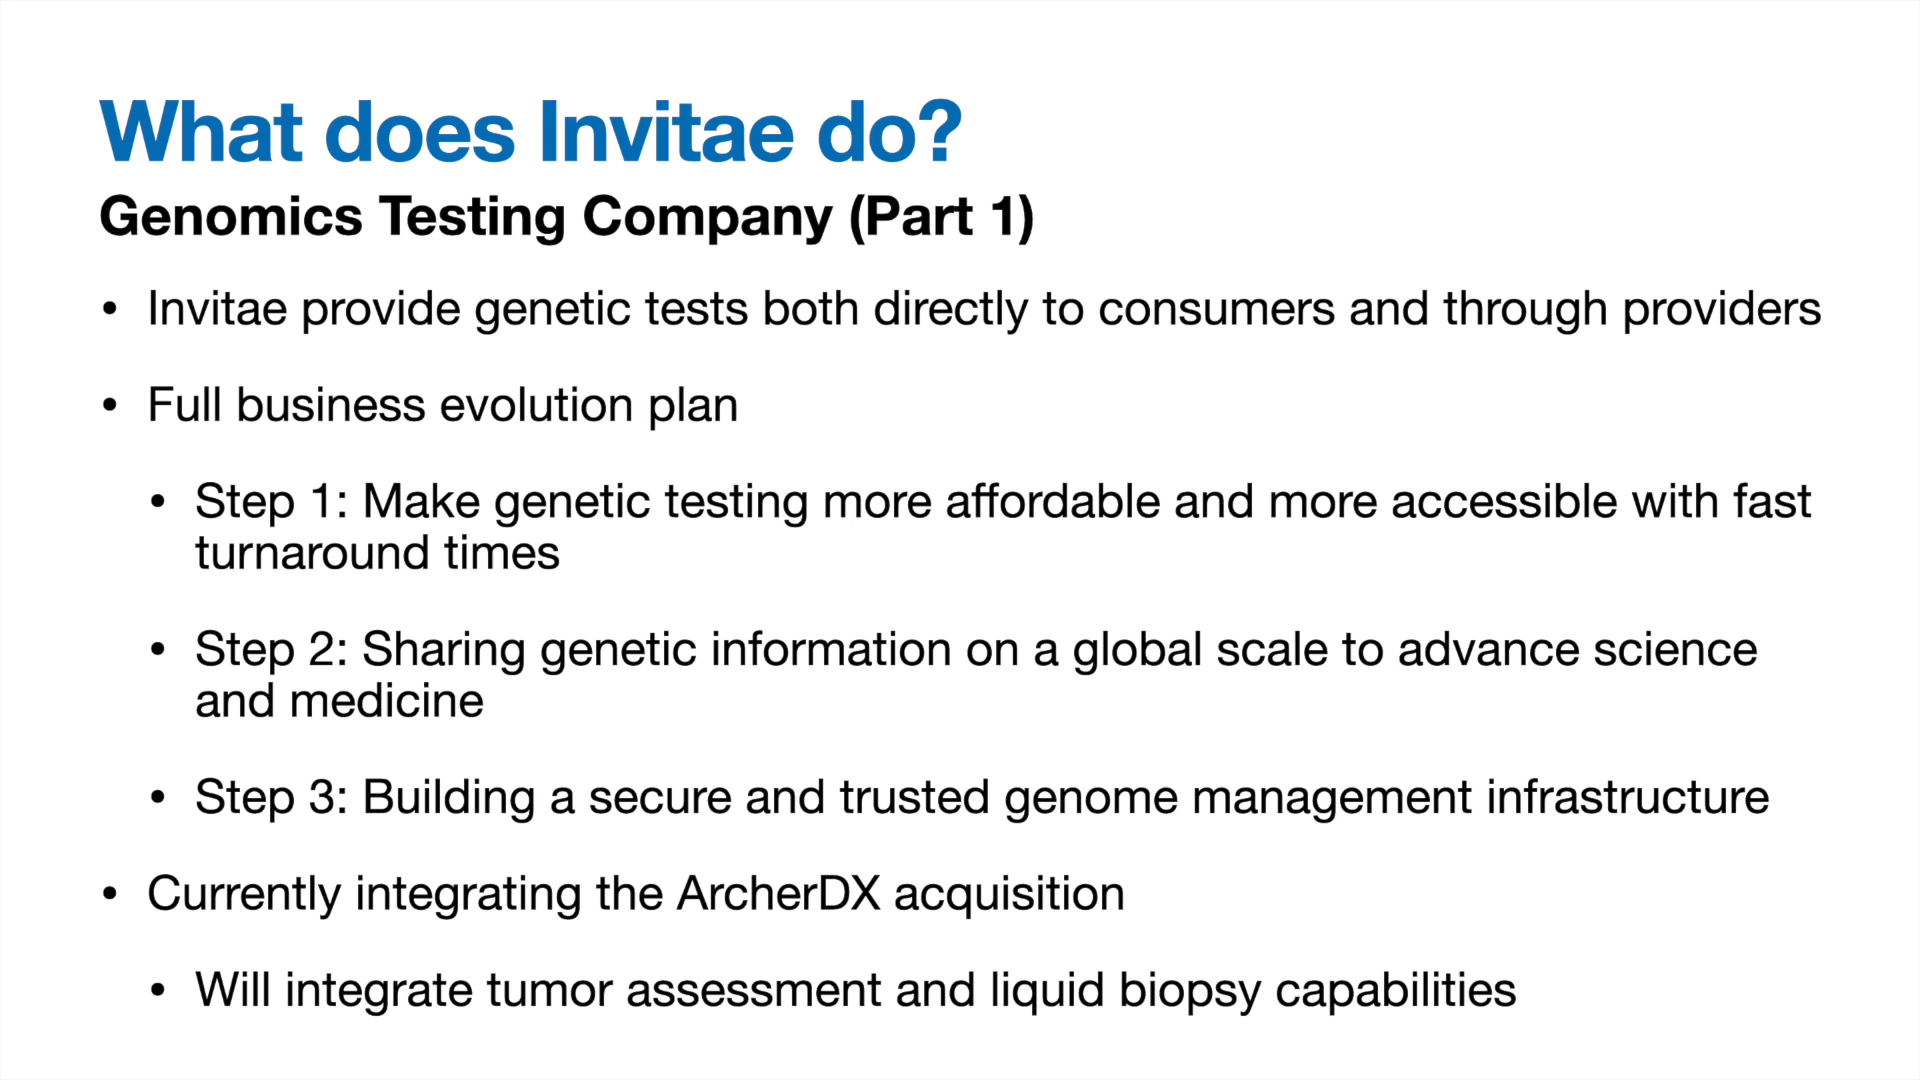 What does Invitae do?
Genomics Testing Company (Part 1)
• Invitae provide genetic tests both directly to consumers and through providers
• Full business evolution plan
• Step 1: Make genetic testing more affordable and more accessible with fast
turnaround times
• Step 2: Sharing genetic information on a global scale to advance science
and medicine
• Step 3: Building a secure and trusted genome management infrastructure
• Currently integrating the ArcherDX acquisition
• Will integrate tumor assessment and liquid biopsy capabilities